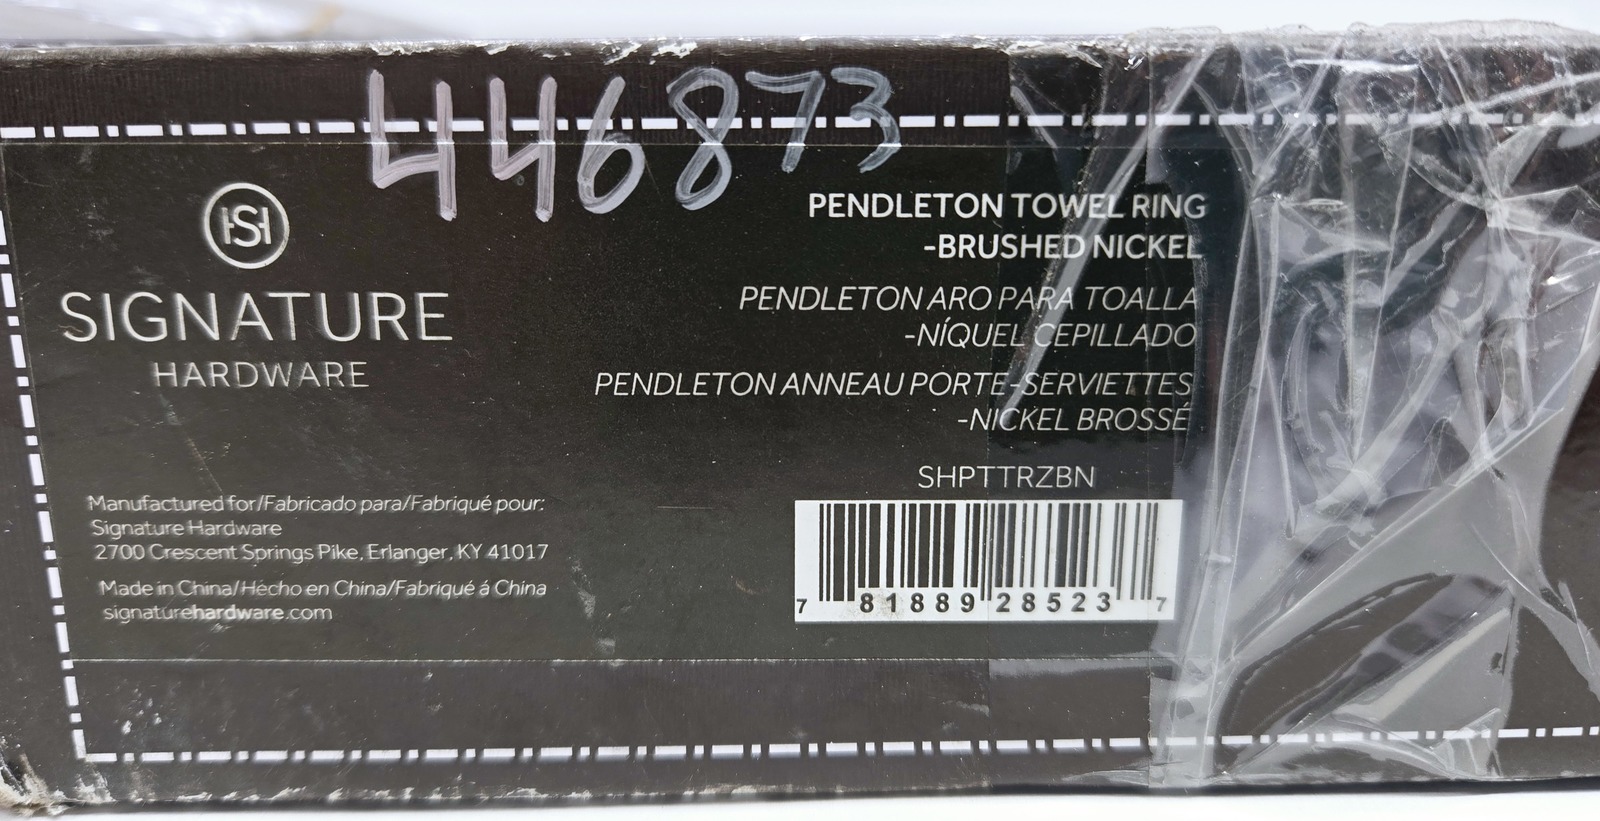 446873
HSH
SIGNATURE
HARDWARE
PENDLETON TOWEL RING
-BRUSHED NICKEL
PENDLETON ARO PARA TOALLA
-NÍQUEL CEPILLADO
PENDLETON ANNEAU PORTE-SERVIETTES
-NICKEL BROSSÉ
SHPTTRZBN
7 81889 28523 7
Manufactured for/Fabricado para/Fabriqué pour:
Signature Hardware
2700 Crescent Springs Pike, Erlanger, KY 41017
Made in China/Hecho en China/Fabriqué á China
signaturehardware.com